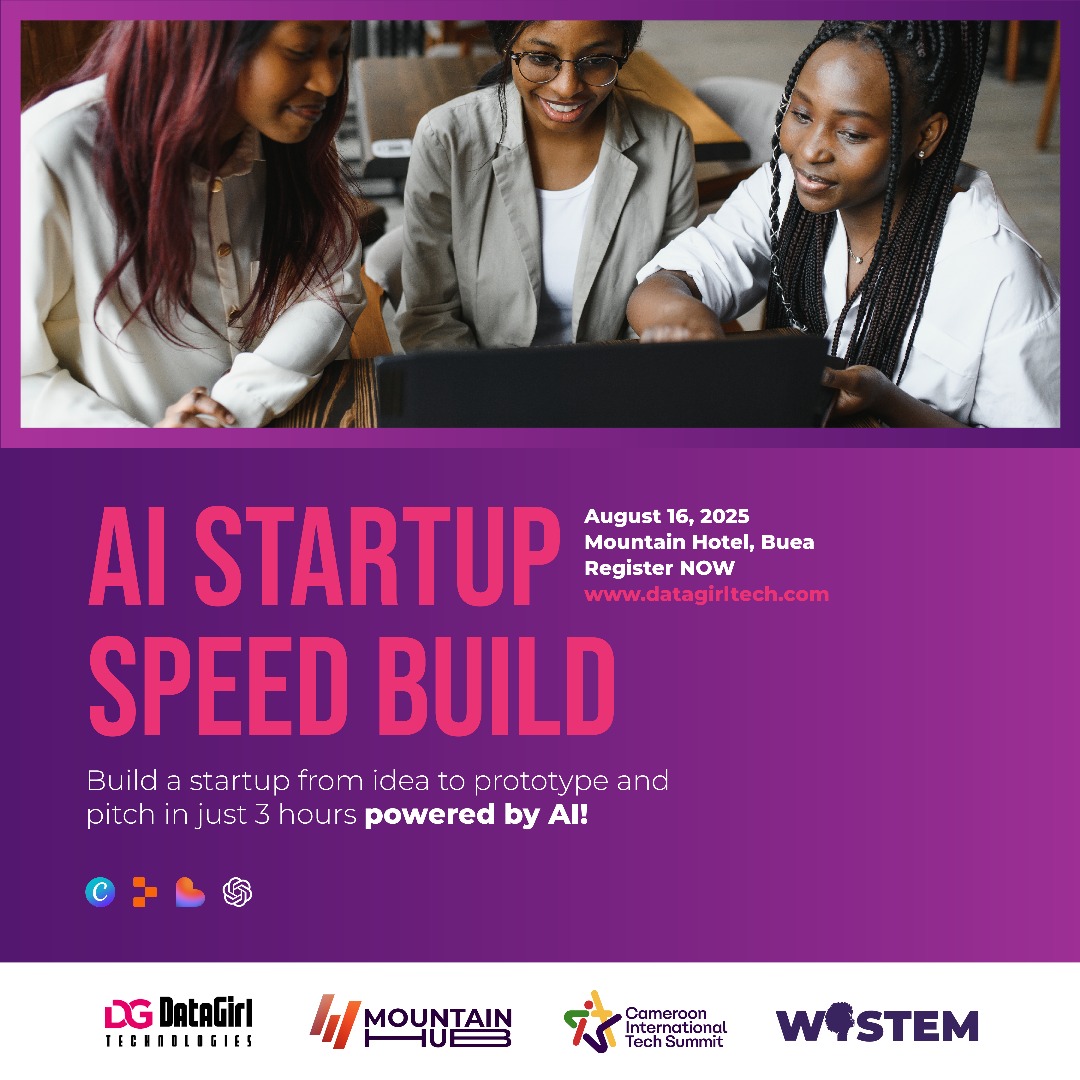 AI STARTUP
SPEED BUILD
August 16, 2025
Mountain Hotel, Buea
Register NOW
www.datagirltech.com
Build a startup from idea to prototype and
pitch in just 3 hours powered by AI!
C
DG DataGirl
TECHNOLOGIES
MOUNTAIN
HUB
Cameroon
International
Tech Summit
WiSTEM